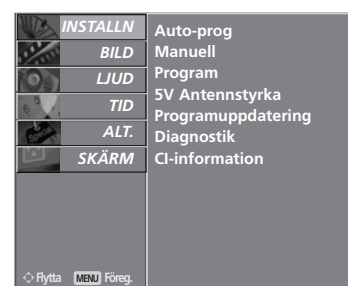 INSTALLN
BILD
LJUD
TID
ALT.
SKÄRM
Auto-prog
Manuell
Program
5V Antennstyrka
Programuppdatering
Diagnostik
CI-information
Flytta MENU Föreg.